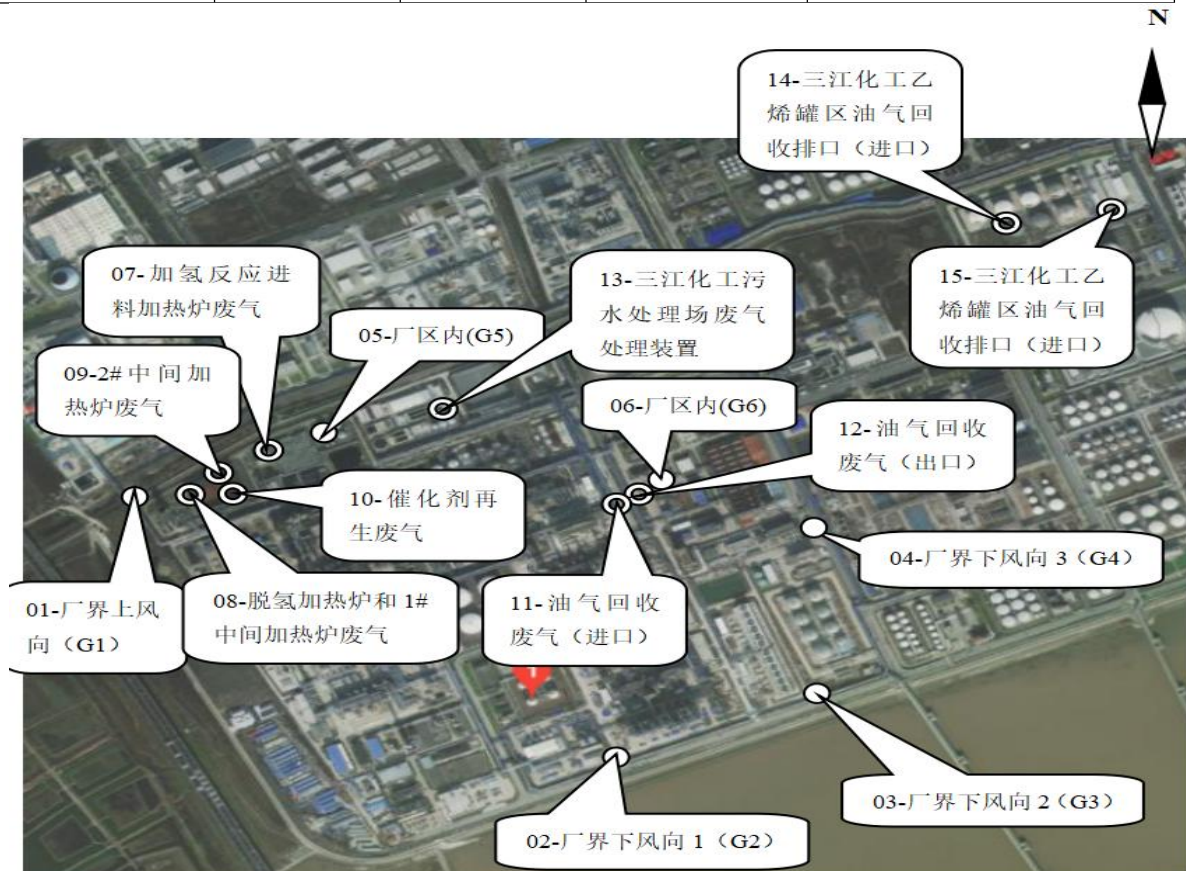 N
14-三江化工乙
烯罐区油气回
收排口（进口）
07-加氢反应进
料加热炉废气
05-厂区内(G5)
13-三江化工污
水处理场废气
处理装置
15-三江化工乙
烯罐区油气回
收排口（进口）
09-2#中间加
热炉废气
06-厂区内(G6)
12-油气回收
废气（出口）
10-催化剂再
生废气
04-厂界下风向 3（G4）
01-厂界上风
向（G1）
08-脱氢加热炉和 1#
中间加热炉废气
11-油气回收
废气（进口）
03-厂界下风向 2（G3）
02-厂界下风向 1（G2）